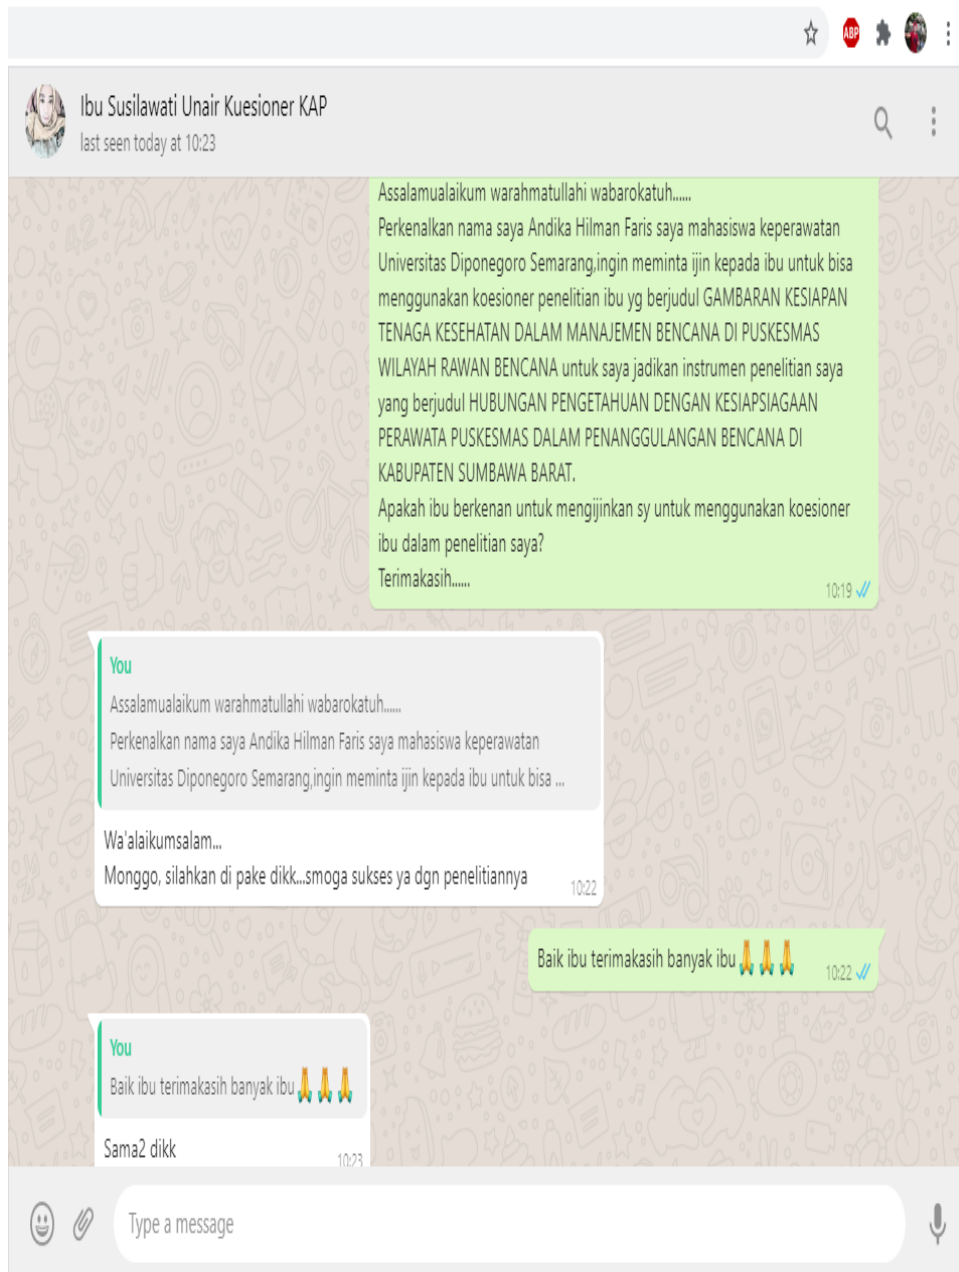 ABP
Ibu Susilawati Unair Kuesioner KAP
last seen today at 10:23
Assalamualaikum warahmatullahi wabarokatuh......
Perkenalkan nama saya Andika Hilman Faris saya mahasiswa keperawatan
Universitas Diponegoro Semarang,ingin meminta ijin kepada ibu untuk bisa
menggunakan koesioner penelitian ibu yg berjudul GAMBARAN KESIAPAN
TENAGA KESEHATAN DALAM MANAJEMEN BENCANA DI PUSKESMAS
WILAYAH RAWAN BENCANA untuk saya jadikan instrumen penelitian saya
yang berjudul HUBUNGAN PENGETAHUAN DENGAN KESIAPSIAGAAN
PERAWATA PUSKESMAS DALAM PENANGGULANGAN BENCANA DI
KABUPATEN SUMBAWA BARAT.
Apakah ibu berkenan untuk mengijinkan sy untuk menggunakan koesioner
ibu dalam penelitian saya?
Terimakasih......
10:19
You
Assalamualaikum warahmatullahi wabarokatuh......
Perkenalkan nama saya Andika Hilman Faris saya mahasiswa keperawatan
Universitas Diponegoro Semarang,ingin meminta ijin kepada ibu untuk bisa ...
Wa'alaikumsalam...
Monggo, silahkan di pake dikk...smoga sukses ya dgn penelitiannya
10:22
Baik ibu terimakasih banyak ibu🙏🙏🙏
10:22
You
Baik ibu terimakasih banyak ibu🙏🙏🙏
Sama2 dikk
10:23
Type a message